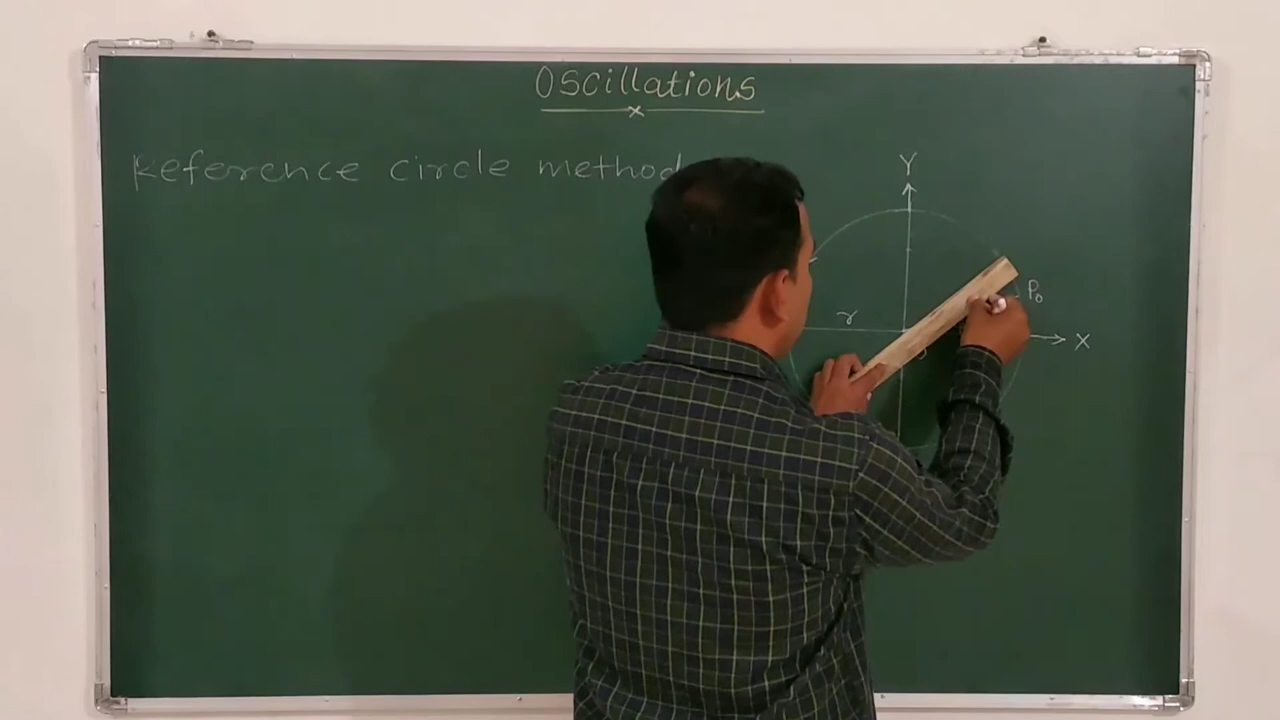 Oscillations
Reference circle method
Y
P₀
r
X
O